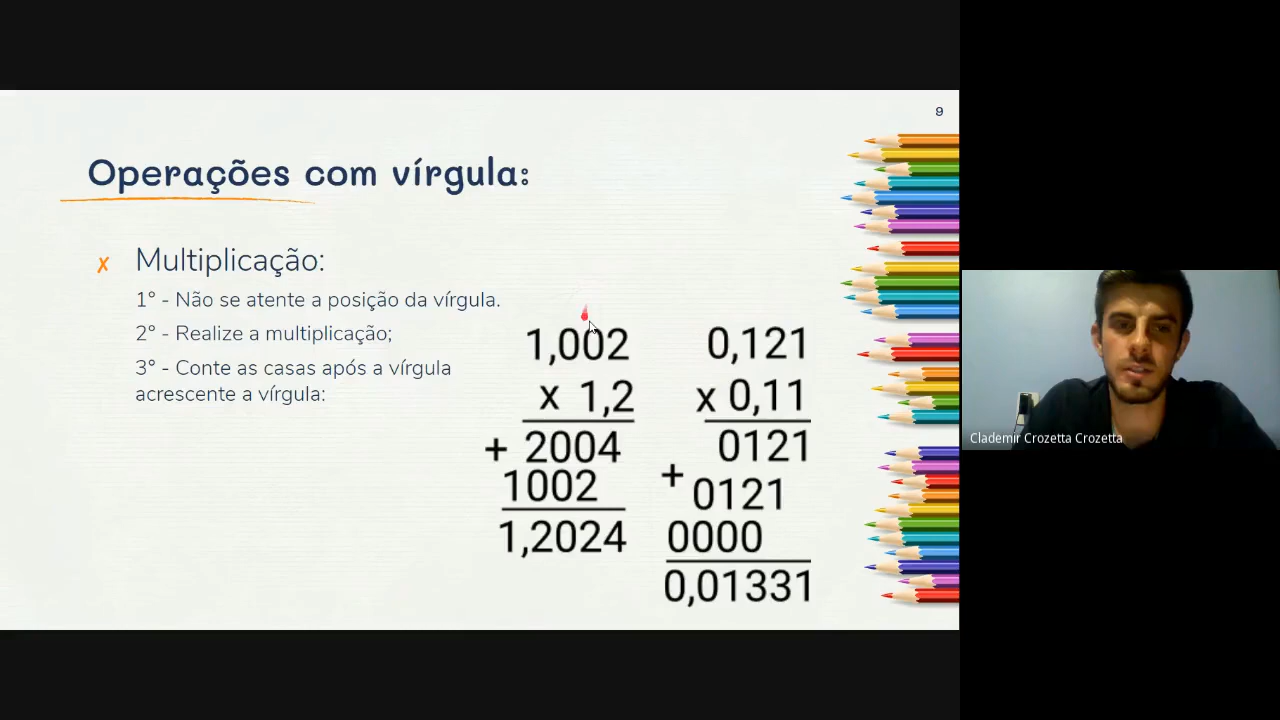 9
Operações com vírgula:
x Multiplicação:
1° - Não se atente a posição da vírgula.
2° - Realize a multiplicação;
3° - Conte as casas após a vírgula
acrescente a vírgula:
1,002
x 1,2
+ 2004
1002
1,2024
0,121
x 0,11
0121
+ 0121
0000
0,01331
Clademir Crozetta Crozetta